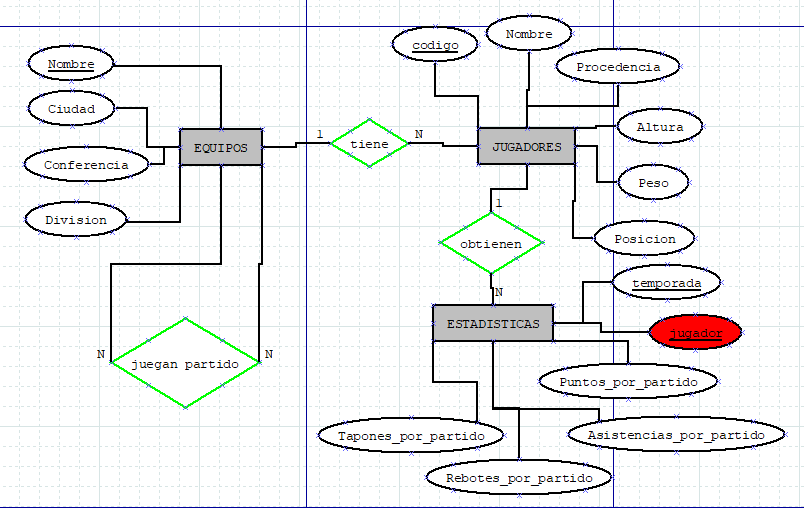 Nombre
Ciudad
Conferencia
Division
EQUIPOS
1
tiene
N
codigo
Nombre
Procedencia
JUGADORES
Altura
Peso
Posicion
1
obtienen
N
ESTADISTICAS
temporada
jugador
Puntos_por_partido
Asistencias_por_partido
Rebotes_por_partido
Tapones_por_partido
N
juegan partido
N